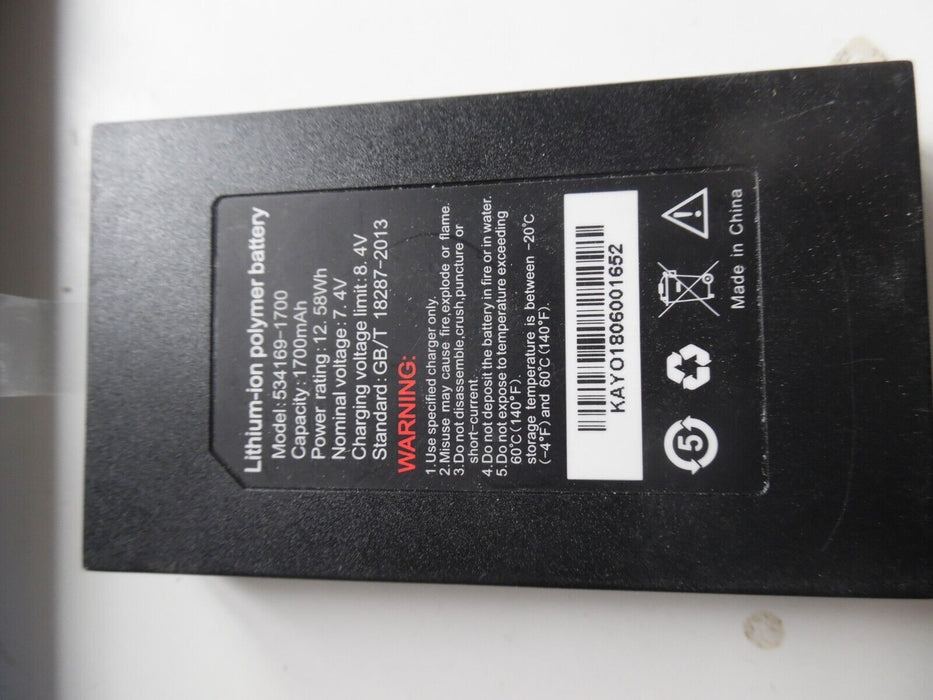 Lithium-ion polymer battery
Model:534169-1700
Capacity:1700mAh
Power rating:12.58Wh
Nominal voltage:7.4V
Charging voltage limit:8.4V
Standard:GB/T 18287-2013
WARNING:
1.Use specified charger only.
2.Misuse may cause fire,explode or flame.
3.Do not disassemble,crush,puncture or
short-current.
4.Do not deposit the battery in fire or in water.
5.Do not expose to temperature exceeding
60℃(140°F).
storage temperature is between -20℃
(-4°F) and 60℃(140°F).
KAYO1806001652
5
Made in China